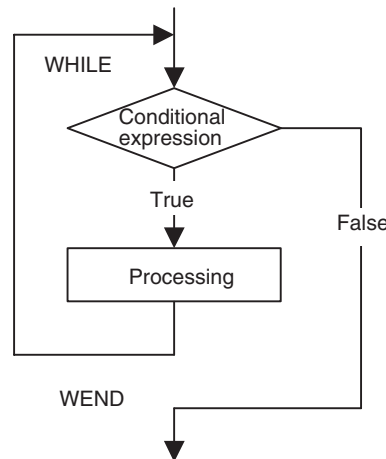 WHILE
Conditional
expression
True
False
Processing
WEND